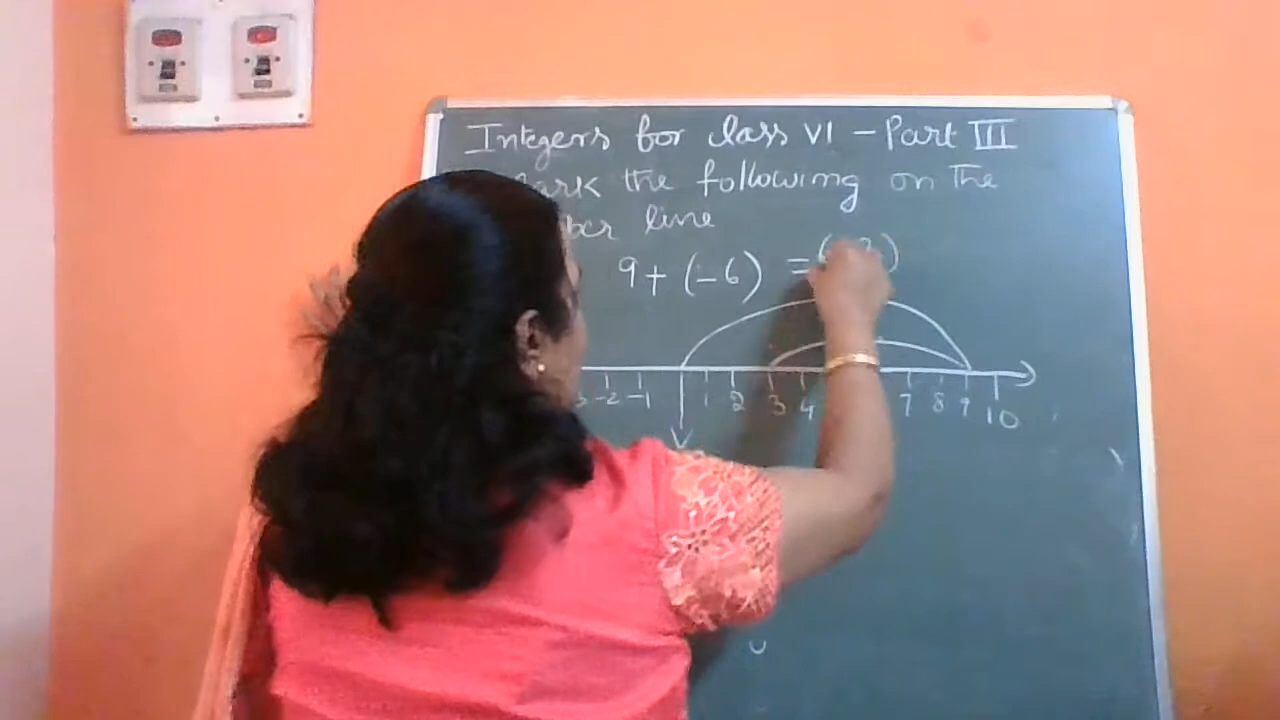 Integers for class VI - Part III
the following on the
line
9 + (-6) =
-2 -1 1 2 3 4 7 8 9 10